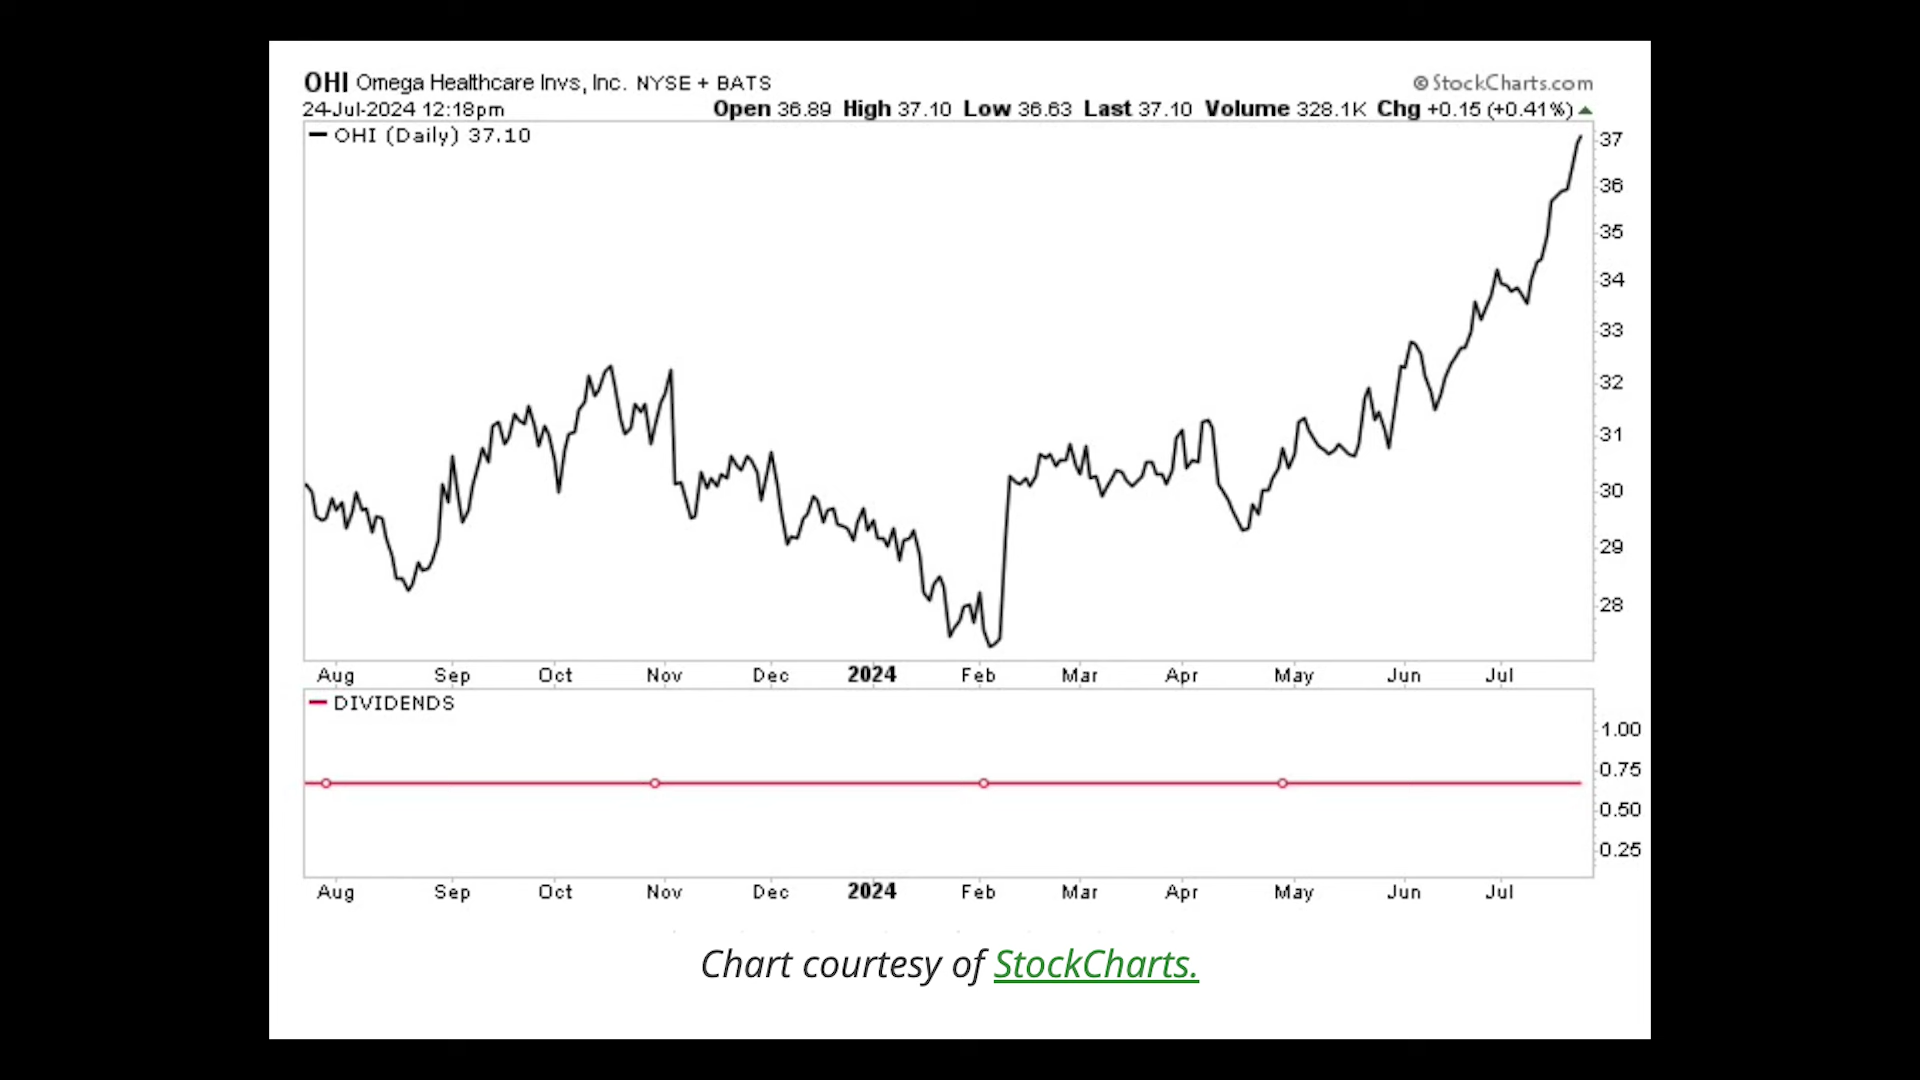 OHI Omega Healthcare Invs, Inc. NYSE + BATS
© StockCharts.com
24-Jul-2024 12:18pm
Open 36.89 High 37.10 Low 36.63 Last 37.10 Volume 328.1K Chg +0.15 (+0.41%)
OHI (Daily) 37.10
37
36
35
34
33
32
31
30
29
28
Aug Sep Oct Nov Dec 2024 Feb Mar Apr May Jun Jul
DIVIDENDS
1.00
0.75
0.50
0.25
Aug Sep Oct Nov Dec 2024 Feb Mar Apr May Jun Jul
Chart courtesy of StockCharts.